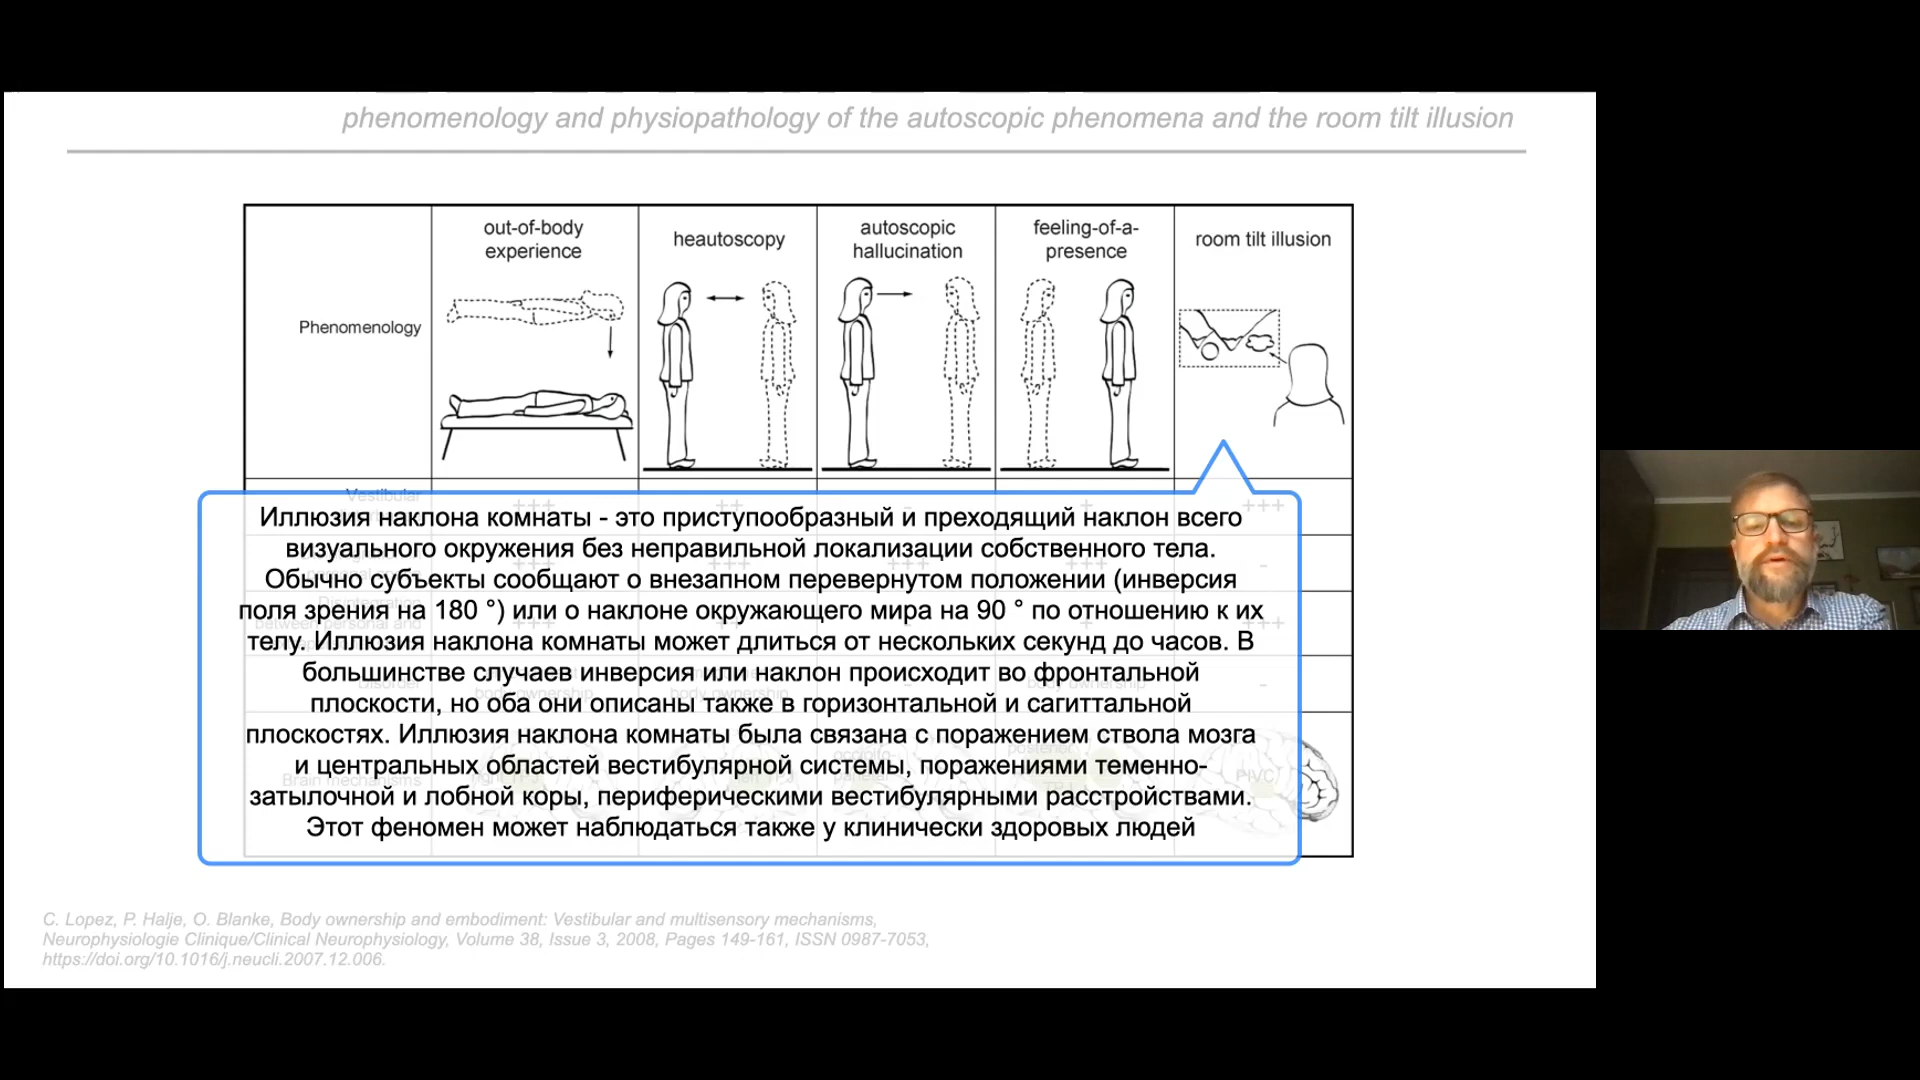 phenomenology and physiopathology of the autoscopic phenomena and the room tilt illusion
out-of-body
experience
heautoscopy
autoscopic
hallucination
feeling-of-a-
presence
room tilt illusion
Phenomenology
Vestibular
Иллюзия наклона комнаты - это приступообразный и преходящий наклон всего
визуального окружения без неправильной локализации собственного тела.
Обычно субъекты сообщают о внезапном перевернутом положении (инверсия
поля зрения на 180 °) или о наклоне окружающего мира на 90 ° по отношению к их
телу. Иллюзия наклона комнаты может длиться от нескольких секунд до часов. В
большинстве случаев инверсия или наклон происходит во фронтальной
плоскости, но оба они описаны также в горизонтальной и сагиттальной
плоскостях. Иллюзия наклона комнаты была связана с поражением ствола мозга
и центральных областей вестибулярной системы, поражениями теменно-
затылочной и лобной коры, периферическими вестибулярными расстройствами.
Этот феномен может наблюдаться также у клинически здоровых людей
Brain mechanisms
PIVC
C. Lopez, P. Halje, O. Blanke, Body ownership and embodiment: Vestibular and multisensory mechanisms,
Neurophysiologie Clinique/Clinical Neurophysiology, Volume 38, Issue 3, 2008, Pages 149-161, ISSN 0987-7053,
https://doi.org/10.1016/j.neucli.2007.12.006.